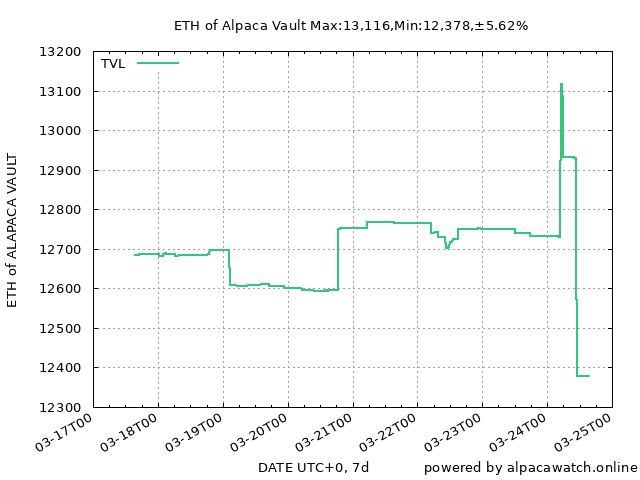 ETH of Alpaca Vault Max:13,116,Min:12,378,±5.62%
13200
TVL
13100
13000
12900
12800
12700
12600
12500
12400
12300
ETH of ALAPACA VAULT
03-17T00
03-18T00
03-19T00
03-20T00
03-21T00
03-22T00
03-23T00
03-24T00
03-25T00
DATE UTC+0, 7d
powered by alpacawatch.online